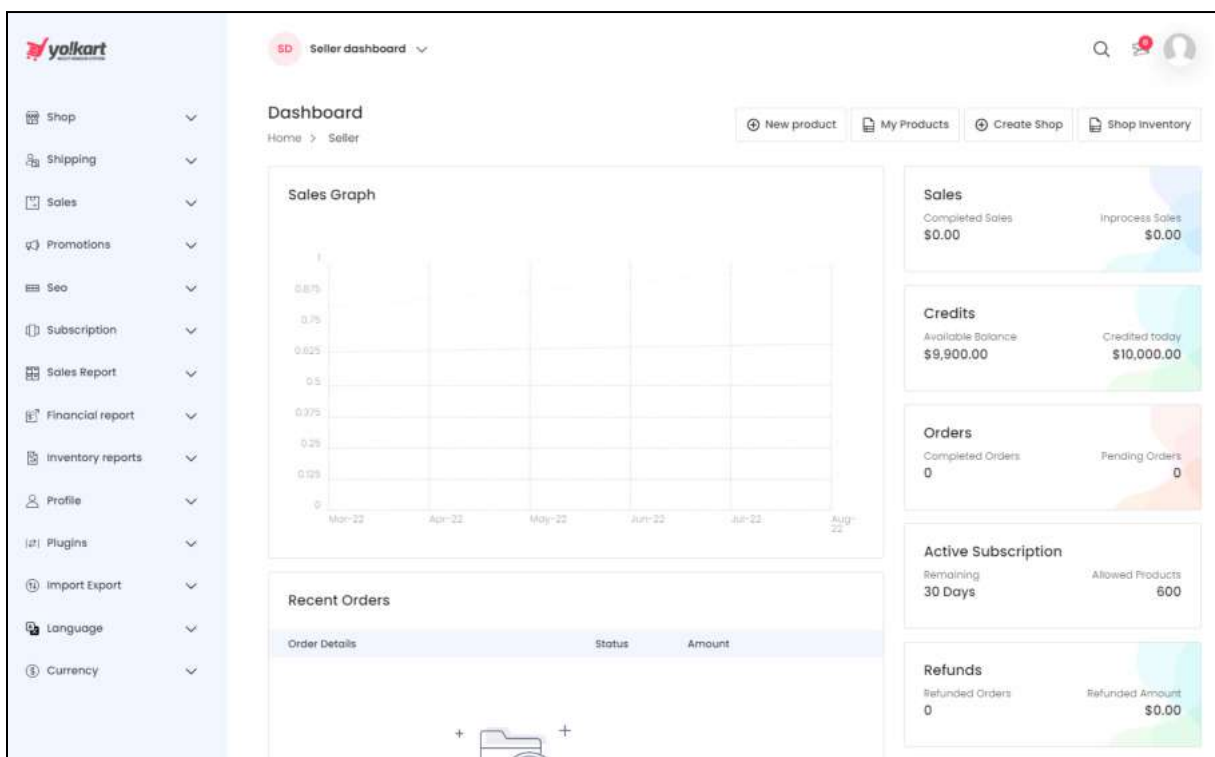 yo!kart
SD Seller dashboard
Shop
Shipping
Sales
Promotions
Seo
Subscription
Sales Report
Financial report
Inventory reports
Profile
Plugins
Import Export
Language
Currency
Dashboard
Home > Seller
New product
My Products
Create Shop
Shop Inventory
Sales Graph
1
0.875
0.75
0.625
0.5
0.375
0.25
0.125
0
Mar-22 Apr-22 May-22 Jun-22 Jul-22 Aug-
22
Recent Orders
Order Details Status Amount
Sales
Completed Sales Inprocess Sales
$0.00 $0.00
Credits
Available Balance Credited today
$9,900.00 $10,000.00
Orders
Completed Orders Pending Orders
0 0
Active Subscription
Remaining Allowed Products
30 Days 600
Refunds
Refunded Orders Refunded Amount
0 $0.00